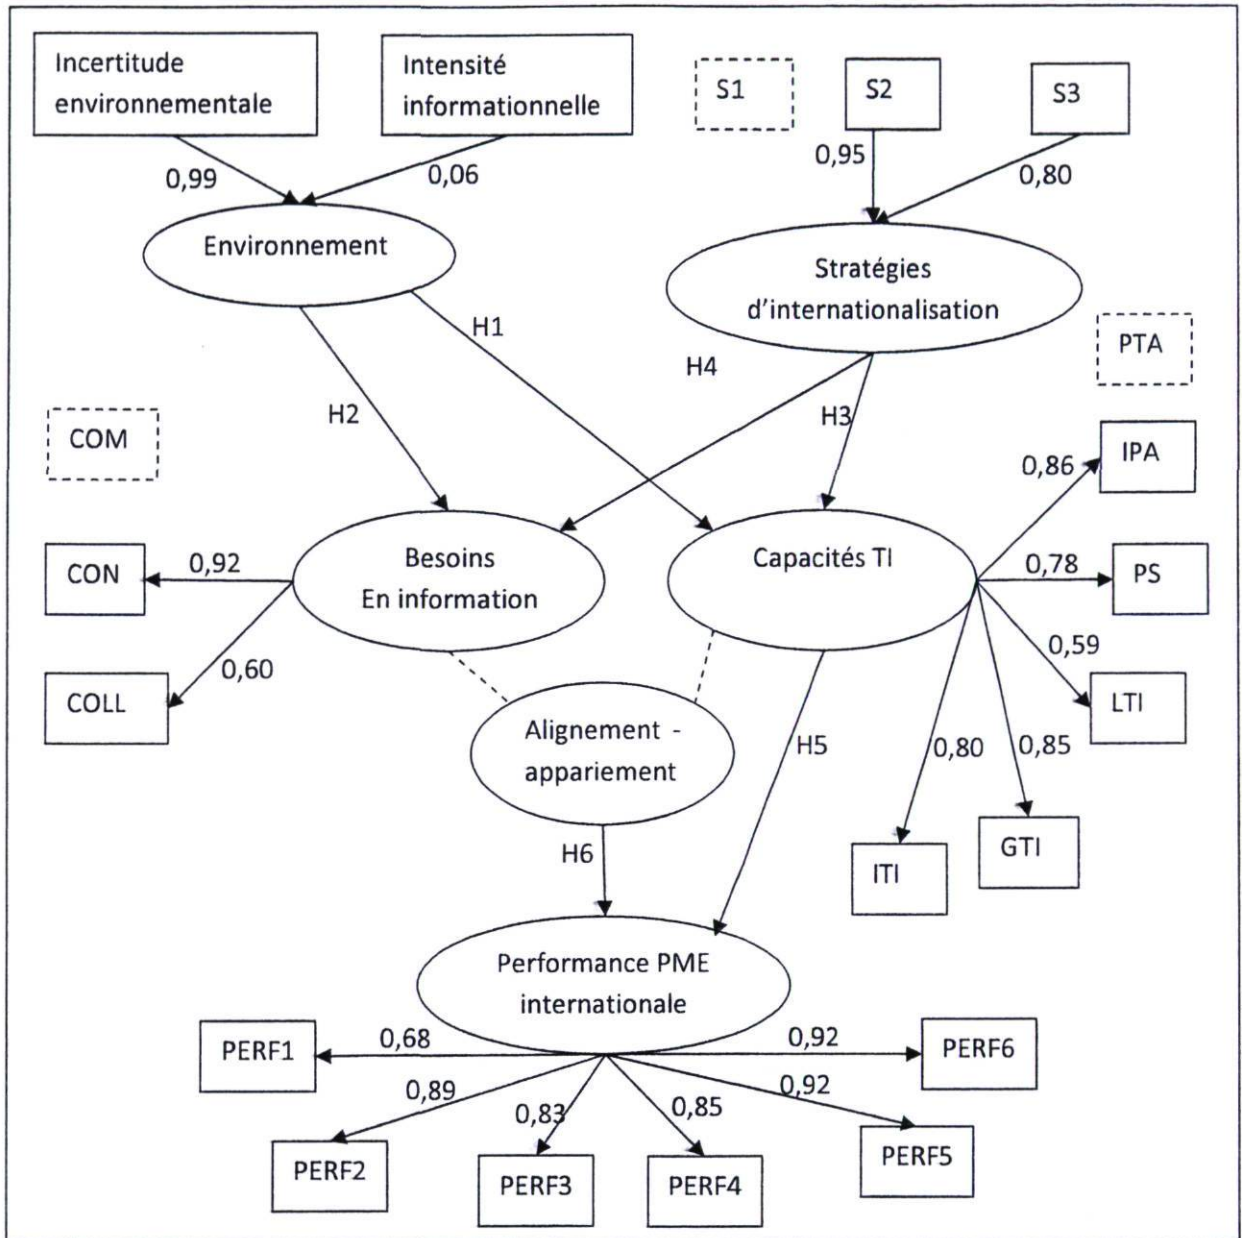 Incertitude
environnementale
Intensité
informationnelle
S1
S2
S3
0,99
0,06
0,95
0,80
Environnement
Stratégies
d'internationalisation
H1
H2
H4
H3
PTA
COM
IPA
0,86
CON
0,92
Besoins
En information
Capacités TI
0,78
PS
0,60
0,59
COLL
LTI
Alignement -
appariement
H5
0,80
0,85
H6
ITI
GTI
Performance PME
internationale
PERF1
0,68
0,92
PERF6
0,89
0,83
0,85
0,92
PERF2
PERF3
PERF4
PERF5